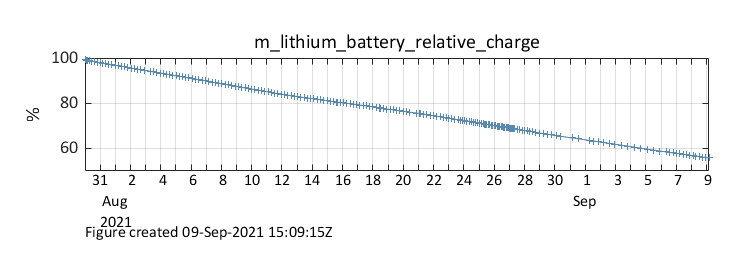 m_lithium_battery_relative_charge
100
80
60
%
31 2 4 6 8 10 12 14 16 18 20 22 24 26 28 30 1 3 5 7 9
Aug Sep
2021
Figure created 09-Sep-2021 15:09:15Z